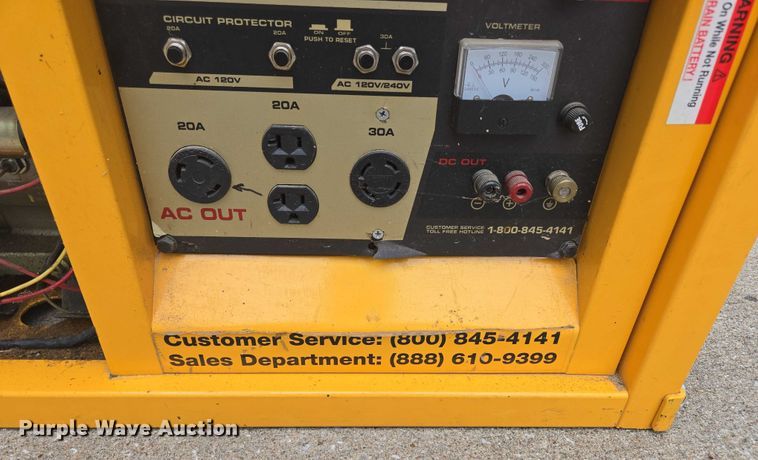 CIRCUIT PROTECTOR
20A
20A
ON OFF
PUSH TO RESET
30A
AC 120V
AC 120V/240V
VOLTMETER
V
FUSE
20A
20A
30A
AC OUT
DC OUT
CUSTOMER SERVICE
TOLL FREE HOTLINE 1-800-845-4141
WARNING
On While Not Running
DRAIN BATTERY!
Customer Service: (800) 845-4141
Sales Department: (888) 610-9399
Purple Wave Auction